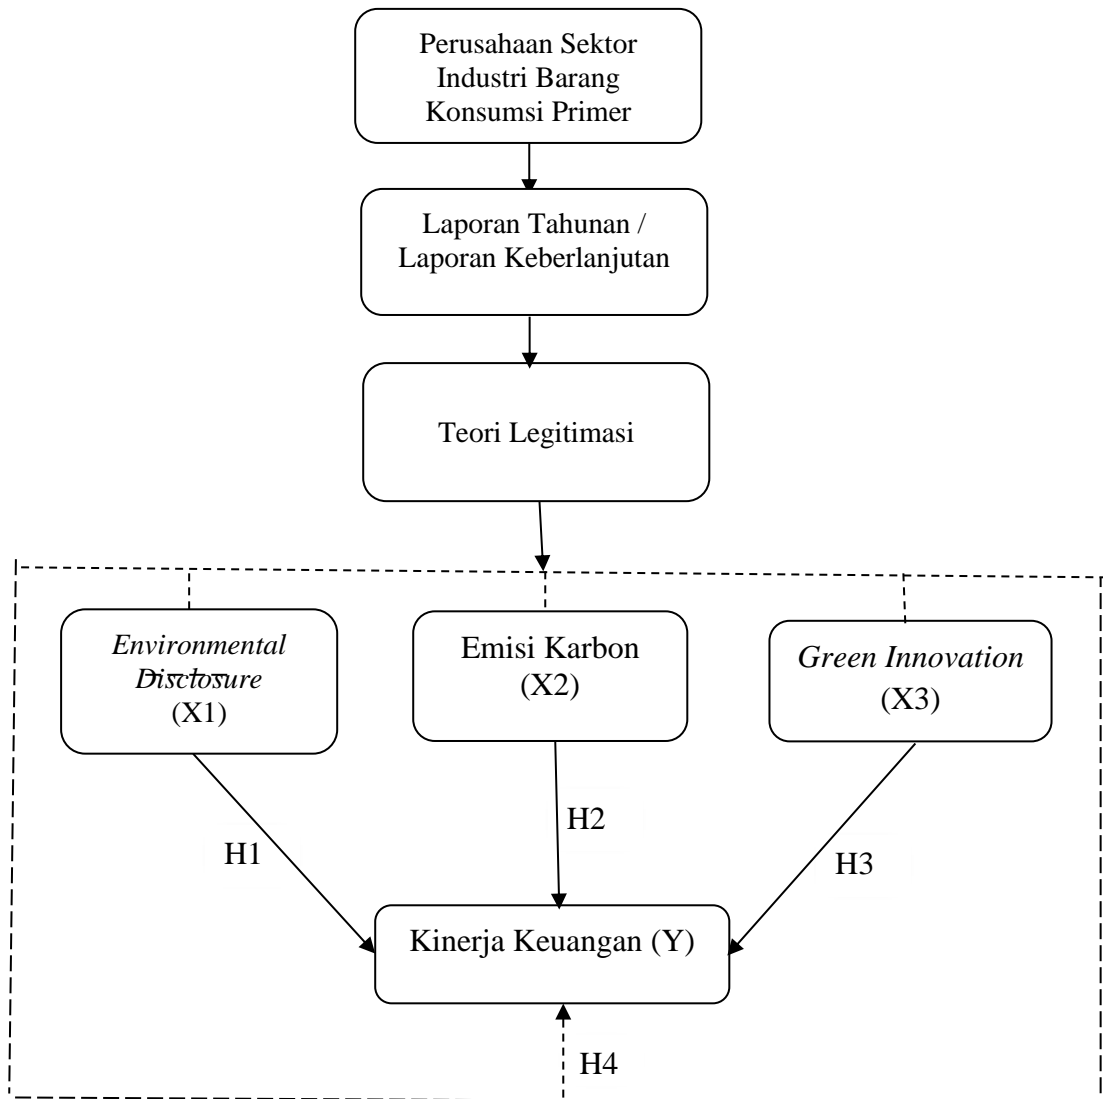 Perusahaan Sektor
Industri Barang
Konsumsi Primer
Laporan Tahunan /
Laporan Keberlanjutan
Teori Legitimasi
Environmental
Disclosure
(X1)
Emisi Karbon
(X2)
Green Innovation
(X3)
H1
H2
H3
Kinerja Keuangan (Y)
H4